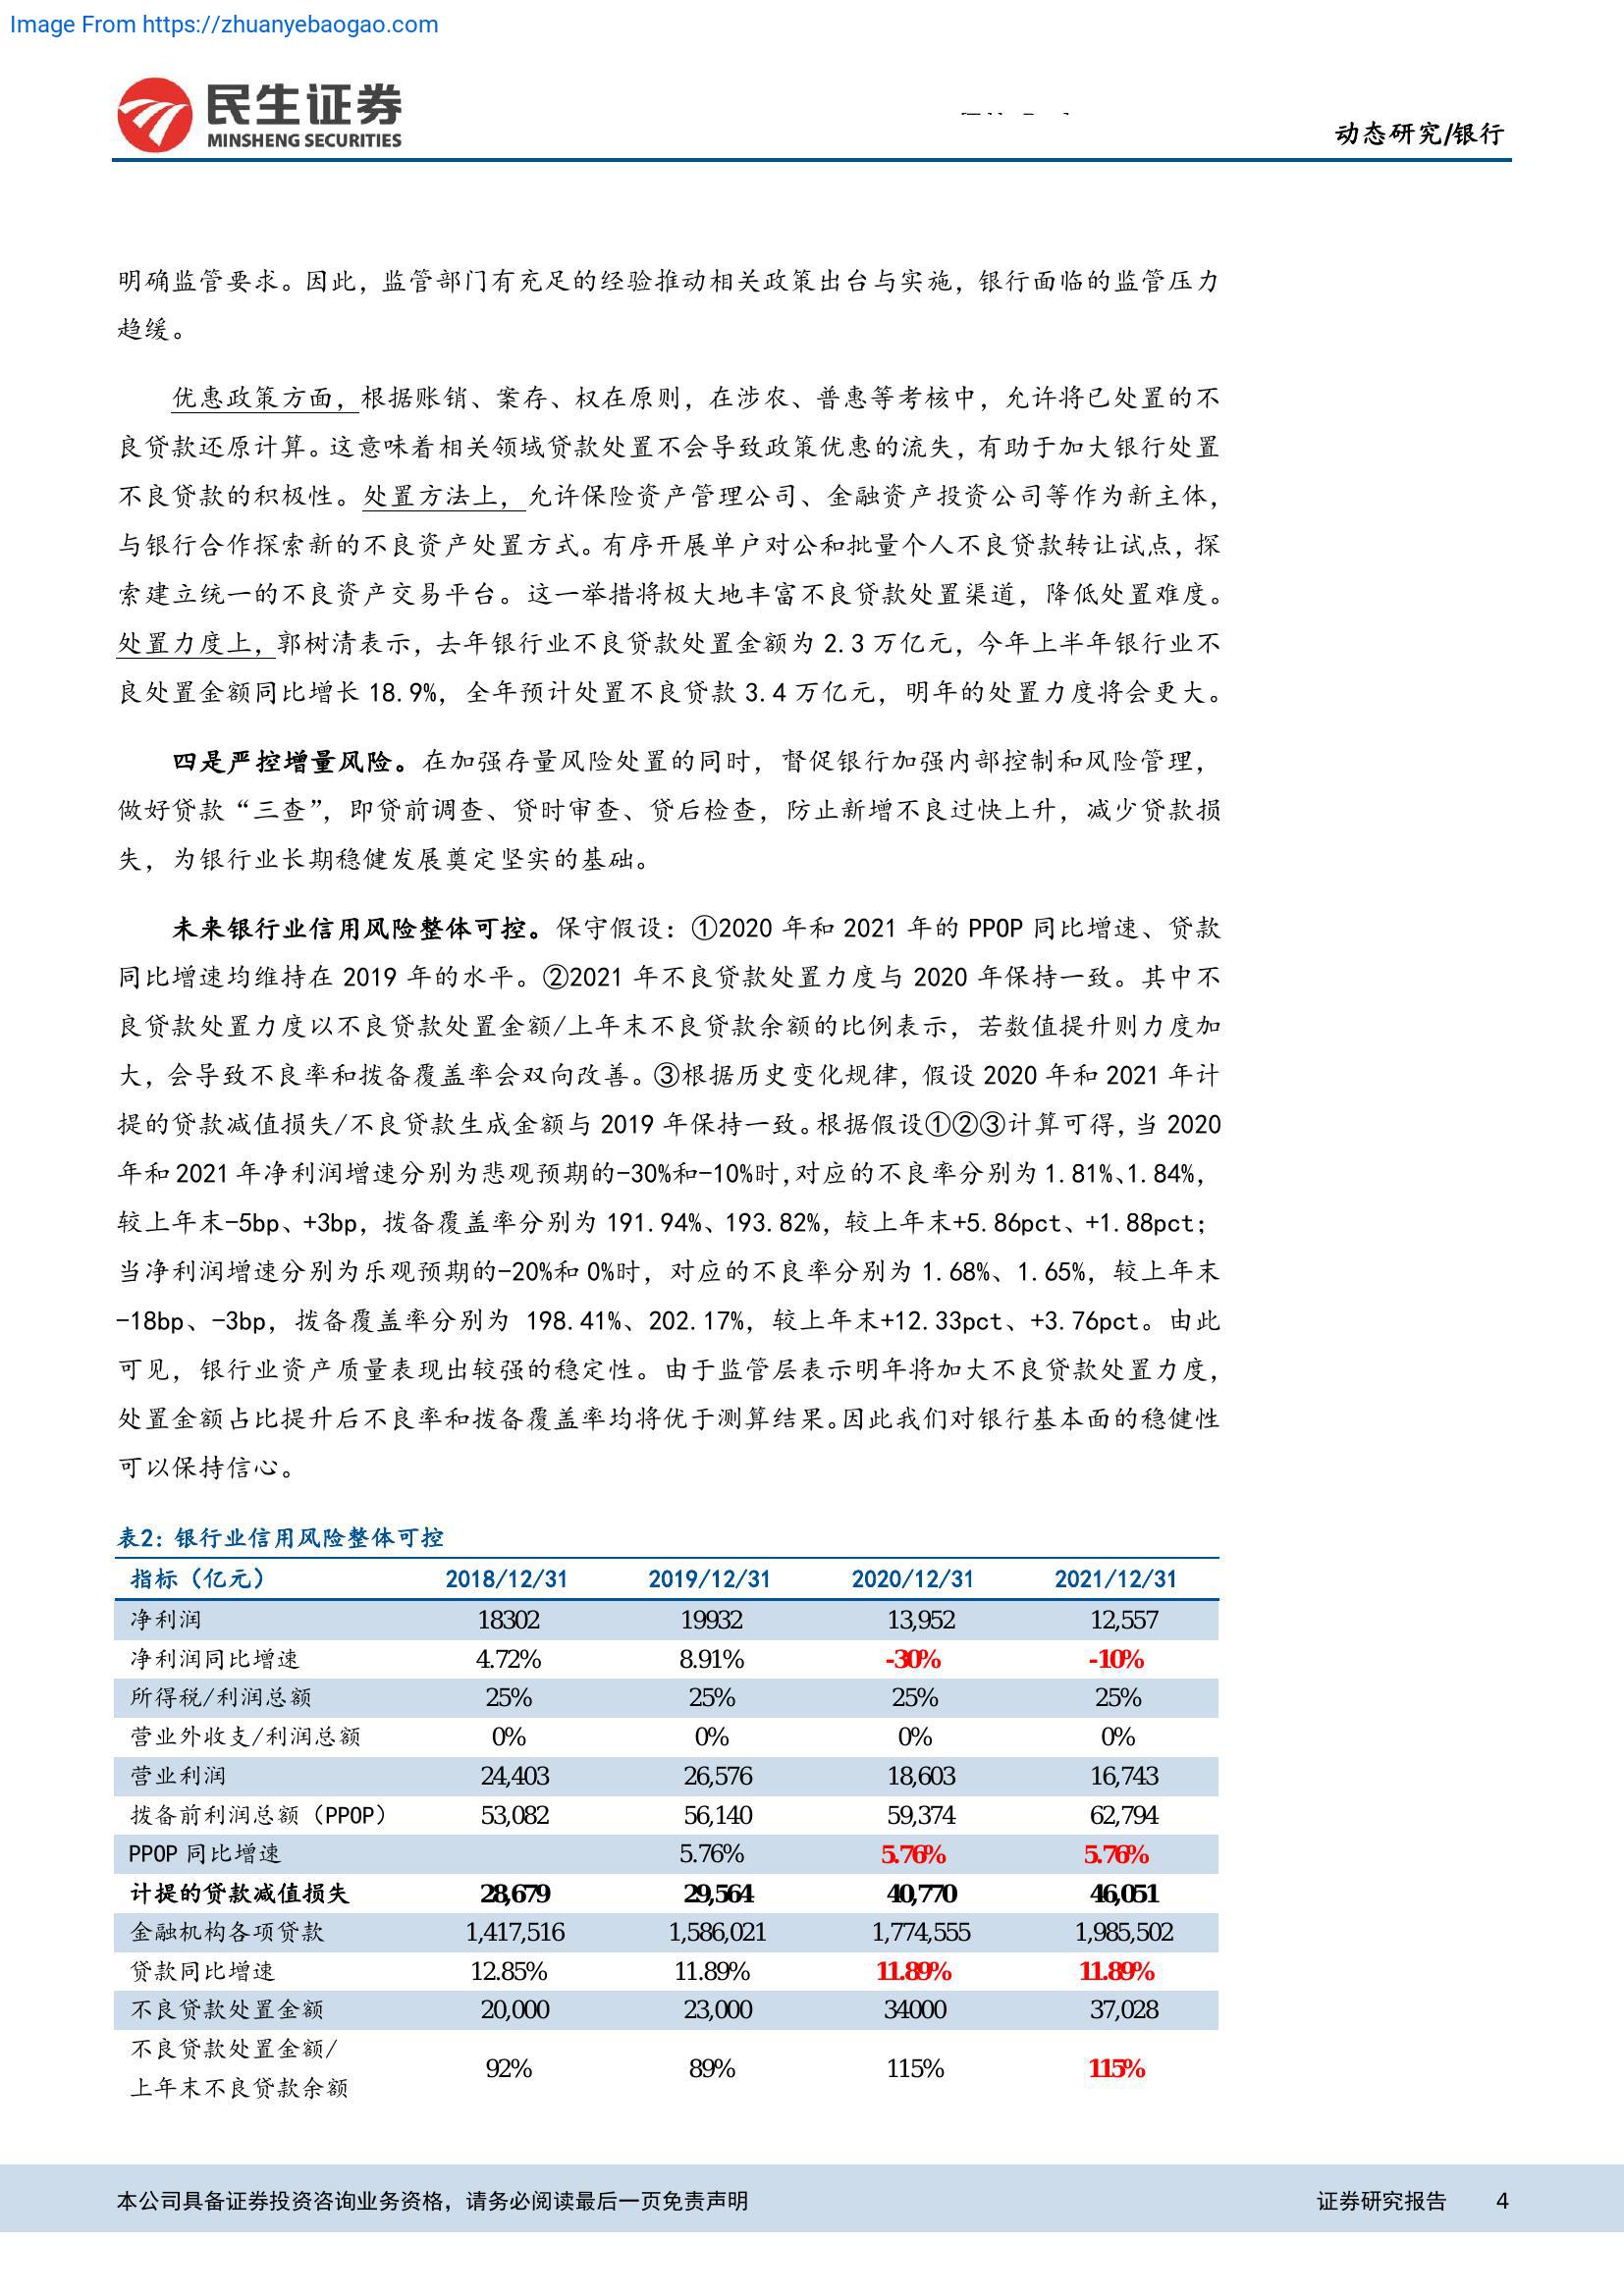 Image From https://zhuanyebaogao.com
民生证券
MINSHENG SECURITIES
动态研究/银行
明确监管要求。因此，监管部门有充足的经验推动相关政策出台与实施，银行面临的监管压力
趋缓。
优惠政策方面，根据账销、案存、权在原则，在涉农、普惠等考核中，允许将已处置的不
良贷款还原计算。这意味着相关领域贷款处置不会导致政策优惠的流失，有助于加大银行处置
不良贷款的积极性。处置方法上，允许保险资产管理公司、金融资产投资公司等作为新主体，
与银行合作探索新的不良资产处置方式。有序开展单户对公和批量个人不良贷款转让试点，探
索建立统一的不良资产交易平台。这一举措将极大地丰富不良贷款处置渠道，降低处置难度。
处置力度上，郭树清表示，去年银行业不良贷款处置金额为 2.3 万亿元，今年上半年银行业不
良处置金额同比增长 18.9%，全年预计处置不良贷款 3.4 万亿元，明年的处置力度将会更大。
四是严控增量风险。在加强存量风险处置的同时，督促银行加强内部控制和风险管理，
做好贷款“三查”，即贷前调查、贷时审查、贷后检查，防止新增不良过快上升，减少贷款损
失，为银行业长期稳健发展奠定坚实的基础。
未来银行业信用风险整体可控。保守假设：①2020 年和 2021 年的 PPOP 同比增速、贷款
同比增速均维持在 2019 年的水平。②2021 年不良贷款处置力度与 2020 年保持一致。其中不
良贷款处置力度以不良贷款处置金额/上年末不良贷款余额的比例表示，若数值提升则力度加
大，会导致不良率和拨备覆盖率会双向改善。③根据历史变化规律，假设 2020 年和 2021 年计
提的贷款减值损失/不良贷款生成金额与 2019 年保持一致。根据假设①②③计算可得，当 2020
年和 2021 年净利润增速分别为悲观预期的-30%和-10%时，对应的不良率分别为 1.81%、1.84%，
较上年末-5bp、+3bp，拨备覆盖率分别为 191.94%、193.82%，较上年末+5.86pct、+1.88pct；
当净利润增速分别为乐观预期的-20%和 0%时，对应的不良率分别为 1.68%、1.65%，较上年末
-18bp、-3bp，拨备覆盖率分别为 198.41%、202.17%，较上年末+12.33pct、+3.76pct。由此
可见，银行业资产质量表现出较强的稳定性。由于监管层表示明年将加大不良贷款处置力度，
处置金额占比提升后不良率和拨备覆盖率均将优于测算结果。因此我们对银行基本面的稳健性
可以保持信心。
表2：银行业信用风险整体可控
指标（亿元） 2018/12/31 2019/12/31 2020/12/31 2021/12/31
净利润 18302 19932 13,952 12,557
净利润同比增速 4.72% 8.91% -30% -10%
所得税/利润总额 25% 25% 25% 25%
营业外收支/利润总额 0% 0% 0% 0%
营业利润 24,403 26,576 18,603 16,743
拨备前利润总额（PPOP） 53,082 56,140 59,374 62,794
PPOP 同比增速 5.76% 5.76% 5.76%
计提的贷款减值损失 28,679 29,564 40,770 46,051
金融机构各项贷款 1,417,516 1,586,021 1,774,555 1,985,502
贷款同比增速 12.85% 11.89% 11.89% 11.89%
不良贷款处置金额 20,000 23,000 34000 37,028
不良贷款处置金额/
上年末不良贷款余额 92% 89% 115% 115%
本公司具备证券投资咨询业务资格，请务必阅读最后一页免责声明 证券研究报告 4